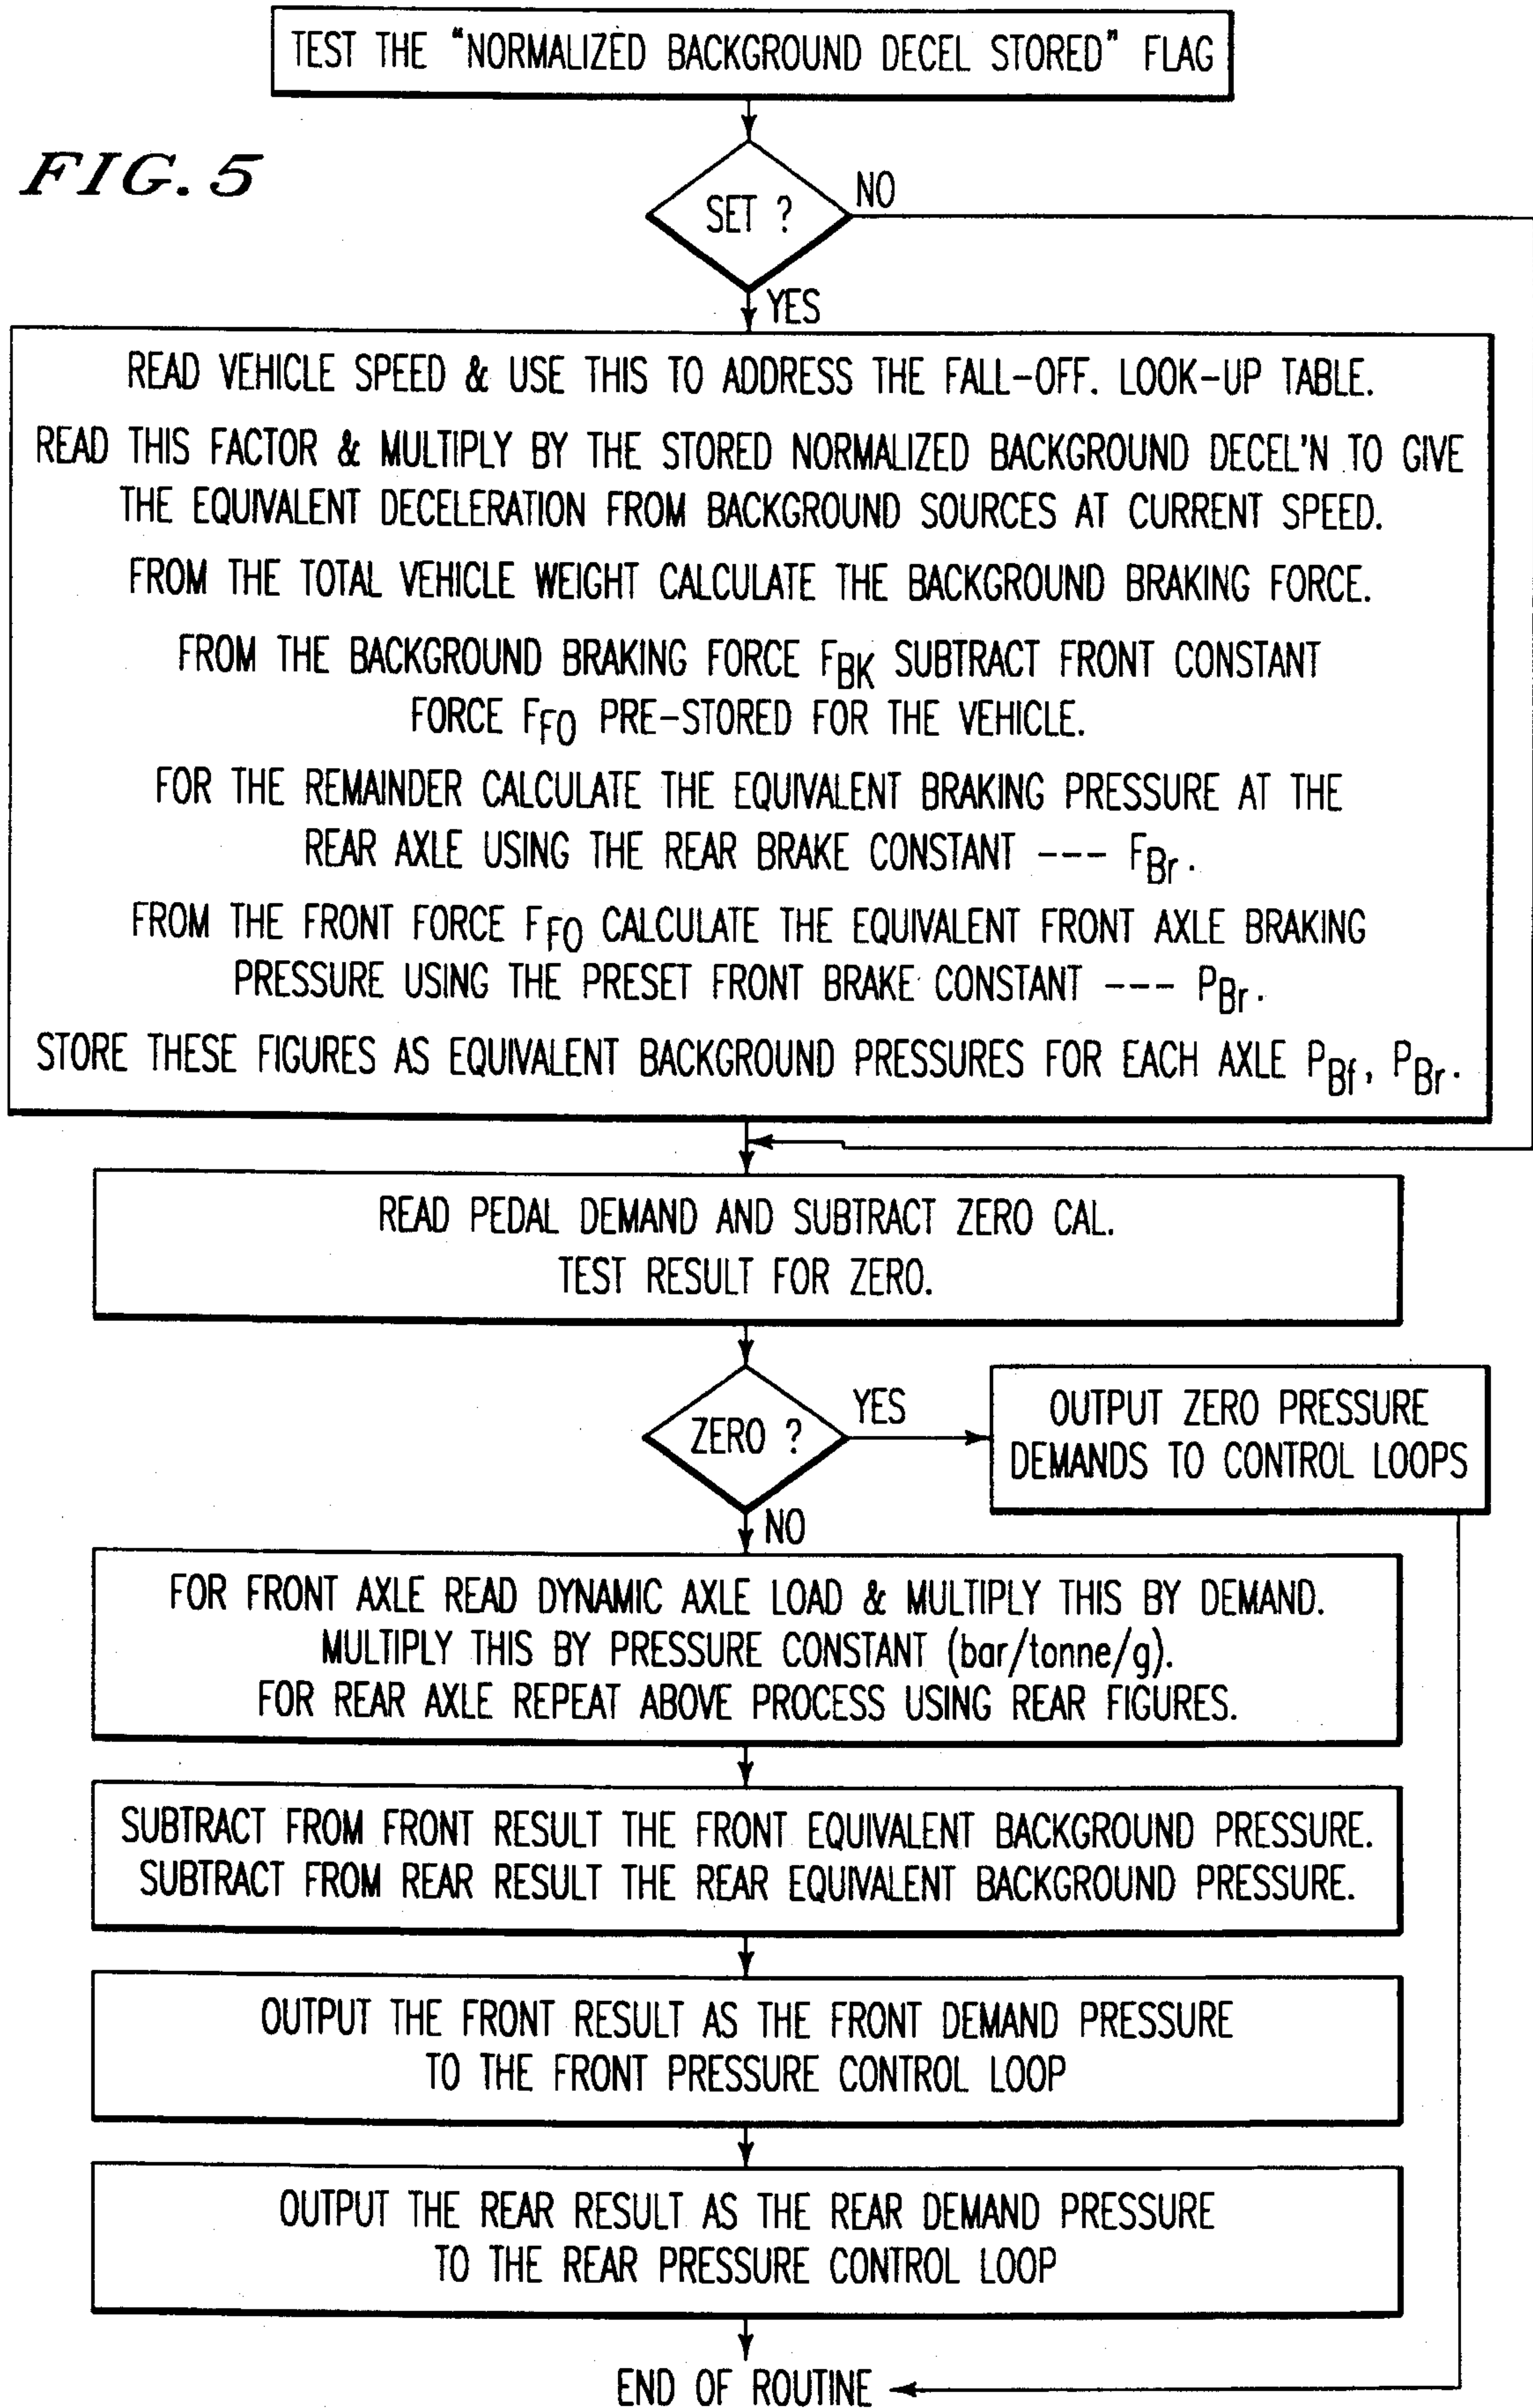 TEST THE "NORMALIZED BACKGROUND DECEL STORED" FLAG
FIG. 5
SET ?
NO
YES
READ VEHICLE SPEED & USE THIS TO ADDRESS THE FALL-OFF. LOOK-UP TABLE.
READ THIS FACTOR & MULTIPLY BY THE STORED NORMALIZED BACKGROUND DECEL'N TO GIVE
THE EQUIVALENT DECELERATION FROM BACKGROUND SOURCES AT CURRENT SPEED.
FROM THE TOTAL VEHICLE WEIGHT CALCULATE THE BACKGROUND BRAKING FORCE.
FROM THE BACKGROUND BRAKING FORCE FBK SUBTRACT FRONT CONSTANT
FORCE FFO PRE-STORED FOR THE VEHICLE.
FOR THE REMAINDER CALCULATE THE EQUIVALENT BRAKING PRESSURE AT THE
REAR AXLE USING THE REAR BRAKE CONSTANT --- FBr.
FROM THE FRONT FORCE FFO CALCULATE THE EQUIVALENT FRONT AXLE BRAKING
PRESSURE USING THE PRESET FRONT BRAKE CONSTANT --- PBr.
STORE THESE FIGURES AS EQUIVALENT BACKGROUND PRESSURES FOR EACH AXLE PBf, PBr.
READ PEDAL DEMAND AND SUBTRACT ZERO CAL.
TEST RESULT FOR ZERO.
ZERO ?
YES
OUTPUT ZERO PRESSURE
DEMANDS TO CONTROL LOOPS
NO
FOR FRONT AXLE READ DYNAMIC AXLE LOAD & MULTIPLY THIS BY DEMAND.
MULTIPLY THIS BY PRESSURE CONSTANT (bar/tonne/g).
FOR REAR AXLE REPEAT ABOVE PROCESS USING REAR FIGURES.
SUBTRACT FROM FRONT RESULT THE FRONT EQUIVALENT BACKGROUND PRESSURE.
SUBTRACT FROM REAR RESULT THE REAR EQUIVALENT BACKGROUND PRESSURE.
OUTPUT THE FRONT RESULT AS THE FRONT DEMAND PRESSURE
TO THE FRONT PRESSURE CONTROL LOOP
OUTPUT THE REAR RESULT AS THE REAR DEMAND PRESSURE
TO THE REAR PRESSURE CONTROL LOOP
END OF ROUTINE